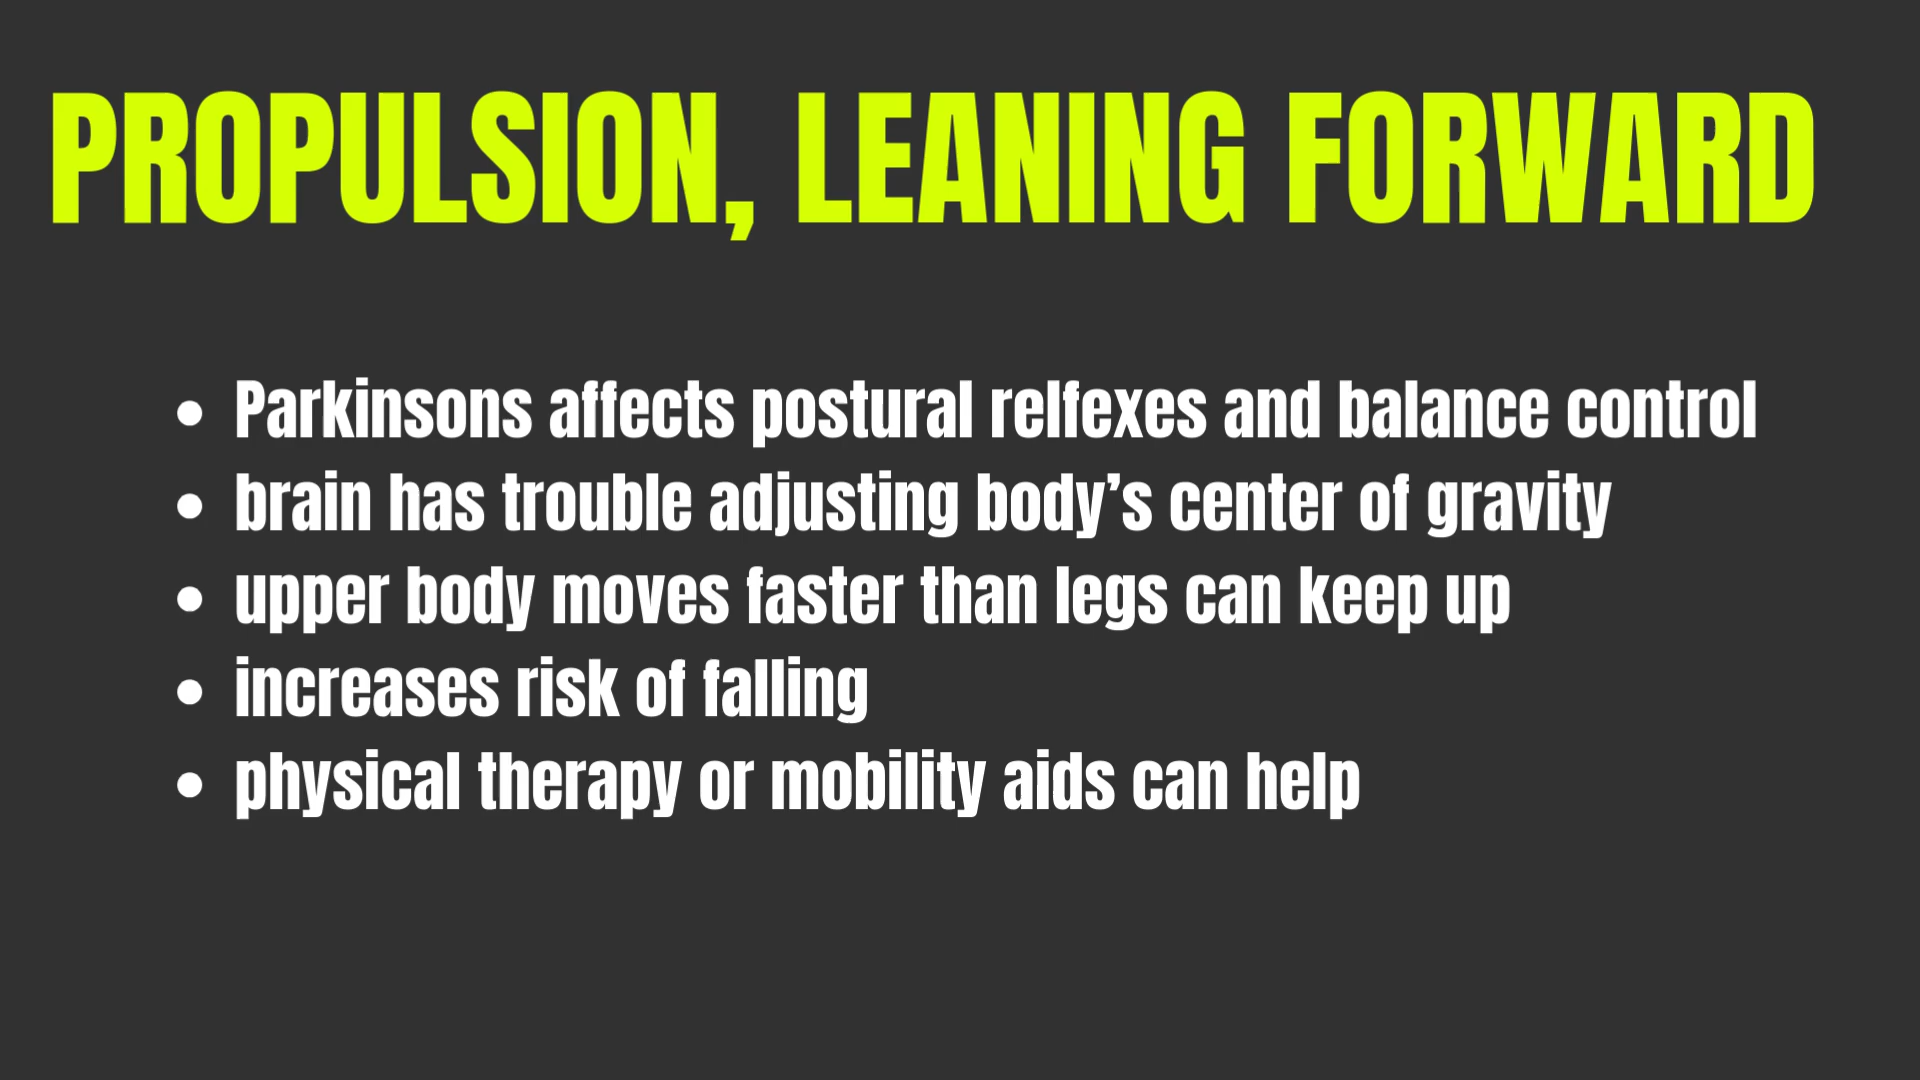 PROPULSION, LEANING FORWARD
• Parkinsons affects postural relfexes and balance control
• brain has trouble adjusting body’s center of gravity
• upper body moves faster than legs can keep up
• increases risk of falling
• physical therapy or mobility aids can help